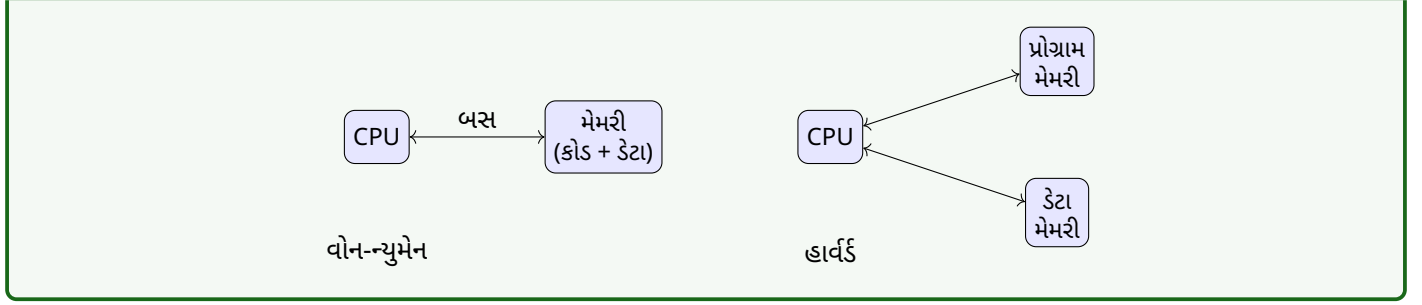 CPU
બસ
મેમરી
(કોડ + ડેટા)
વોન-ન્યુમેન
પ્રોગ્રામ
મેમરી
CPU
ડેટા
મેમરી
હાર્વર્ડ